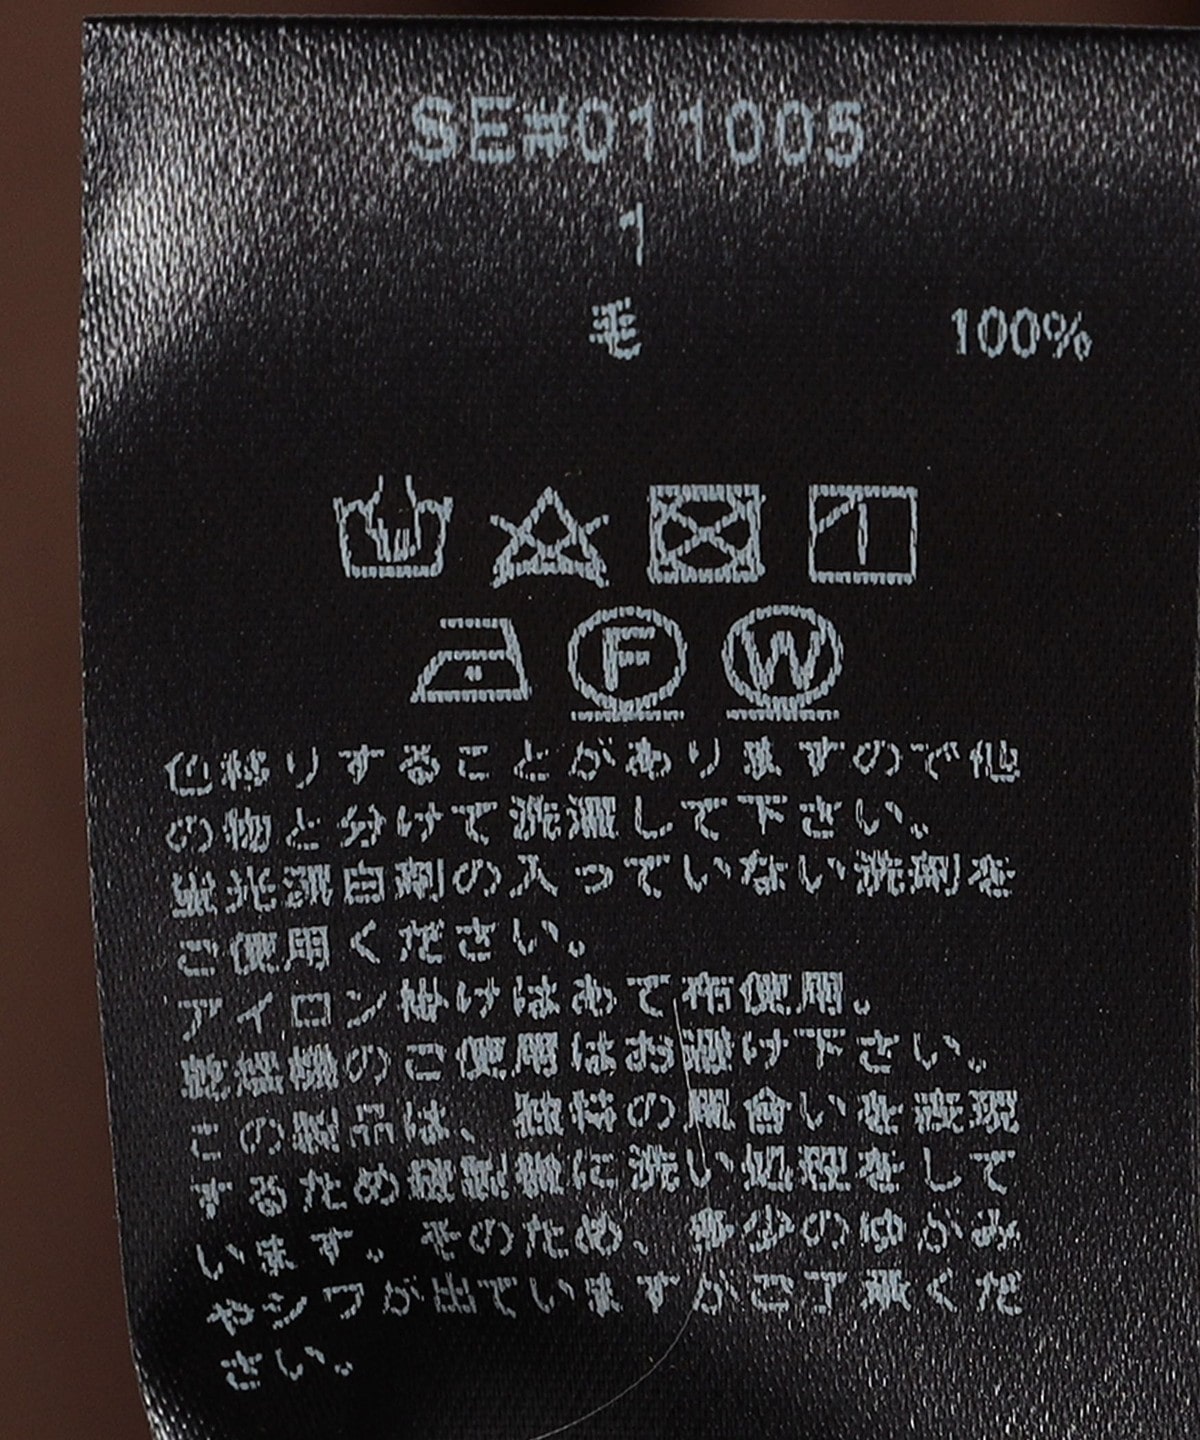 SE#011005
1
毛 100%
F W
色移りすることがありますので他
の物と分けて洗濯して下さい。
蛍光漂白剤の入っていない洗剤を
ご使用ください。
アイロン掛けはあて布使用。
乾燥機のご使用はお避け下さい。
この製品は、独特の風合いを表現
するため縫製後に洗い処理をして
います。そのため、多少のゆがみ
やシワが出ていますがご了承くだ
さい。